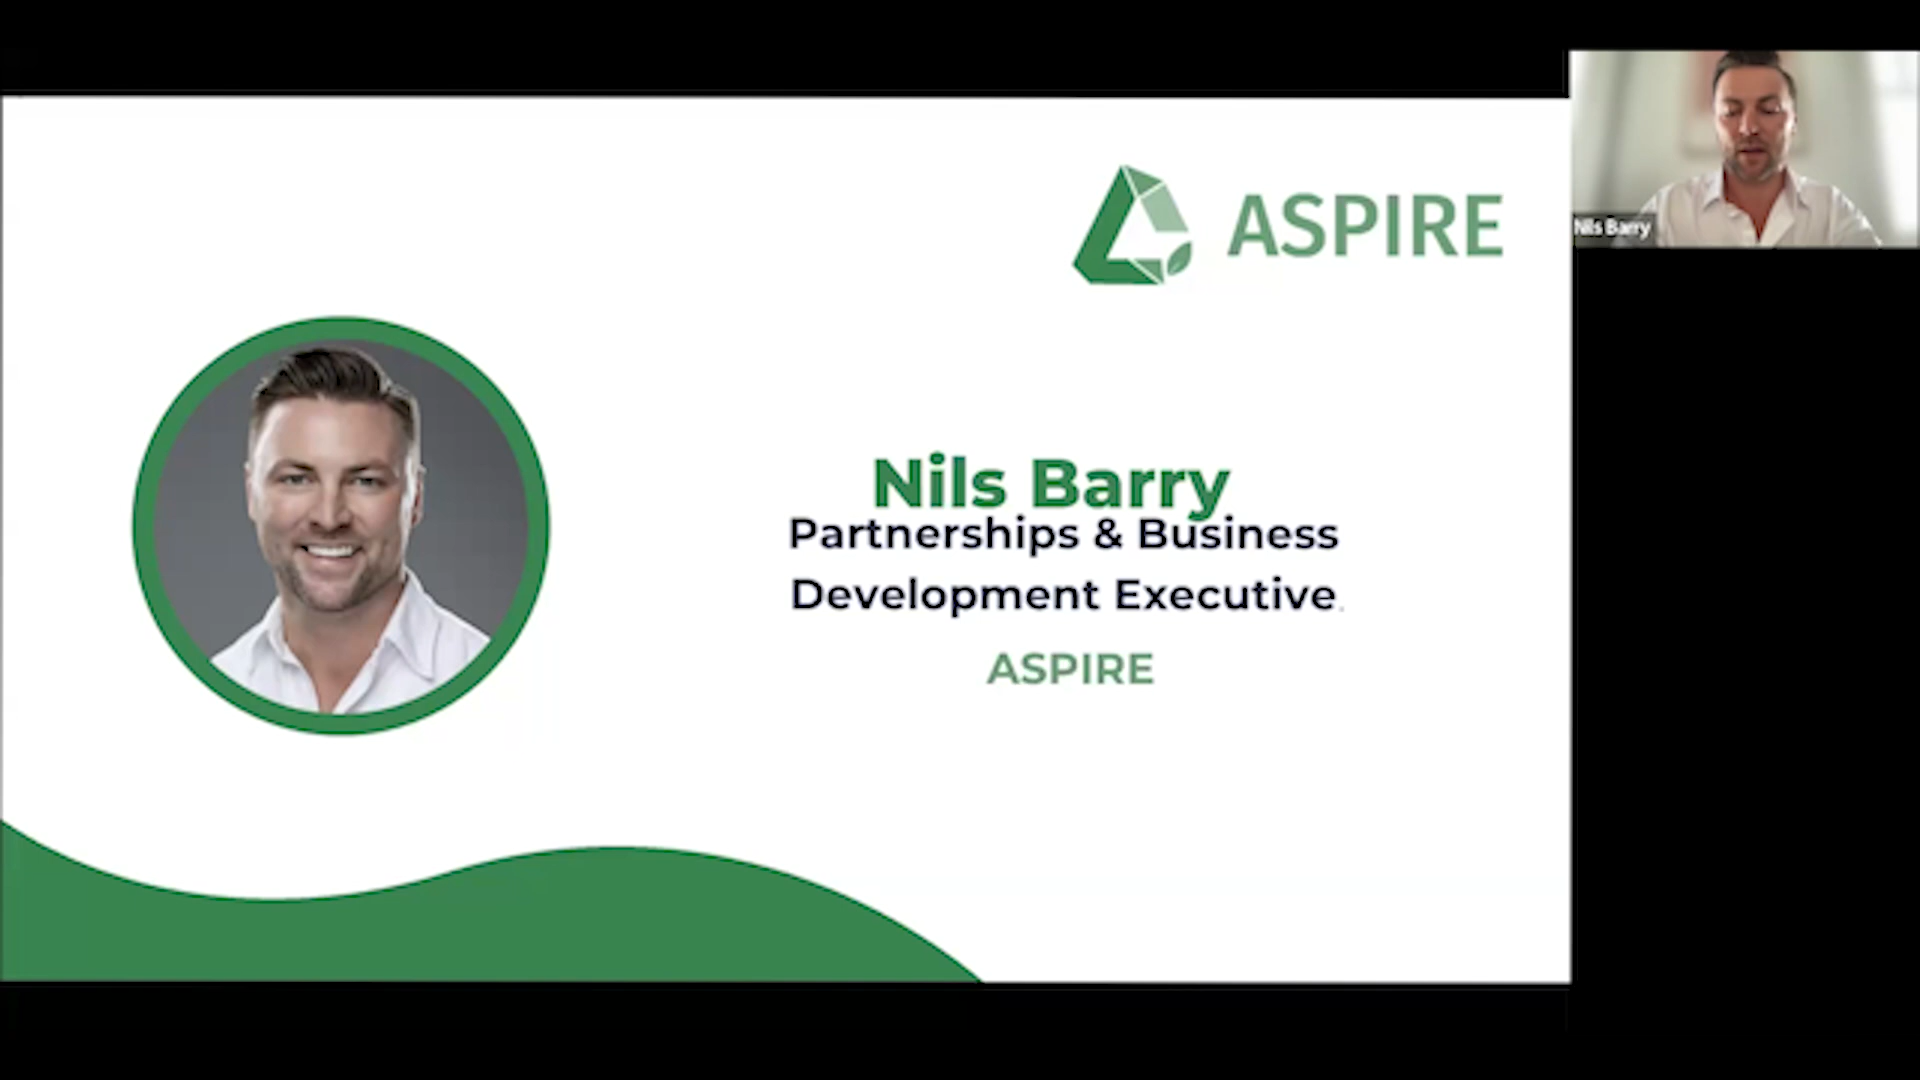 ASPIRE
Nils Barry
Nils Barry
Partnerships & Business
Development Executive.
ASPIRE